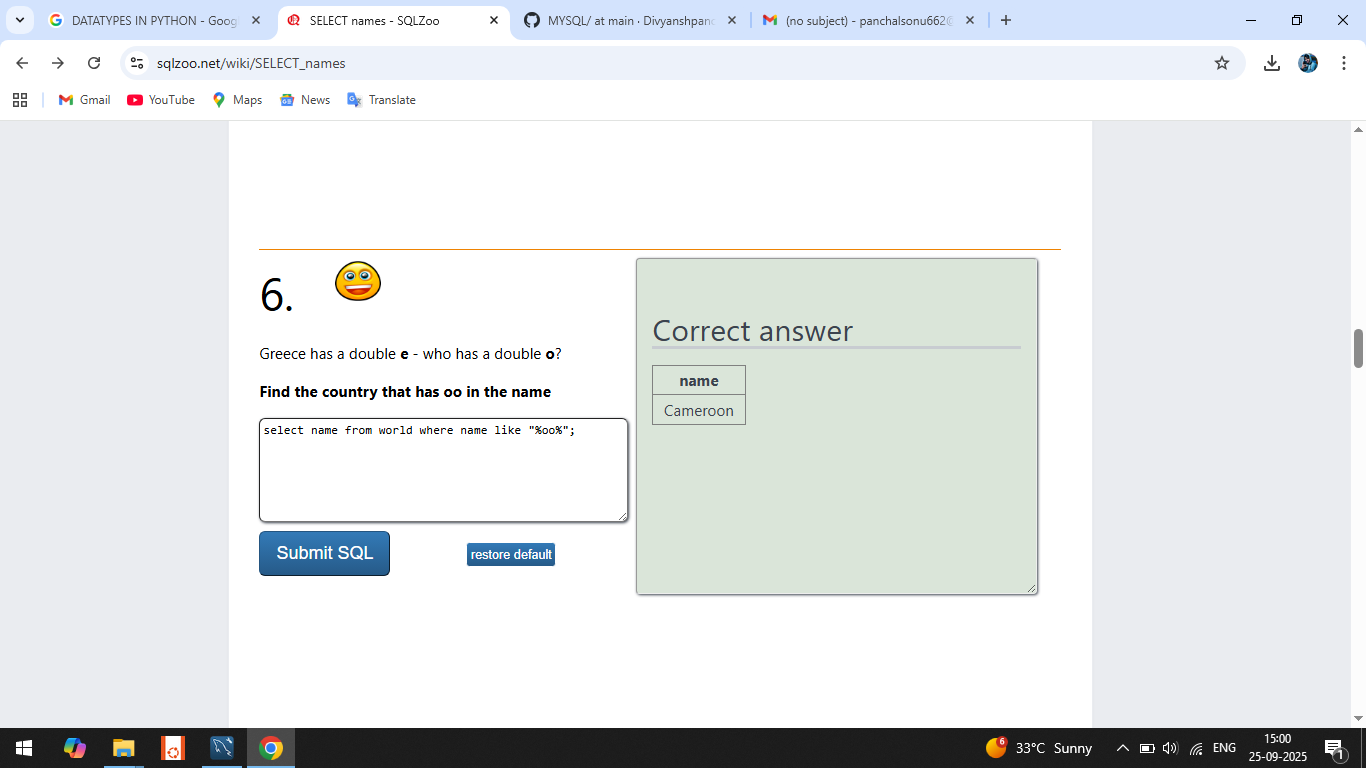 DATATYPES IN PYTHON - Goog
SELECT names - SQLZoo
MYSQL/ at main · Divyanshpanc
(no subject) - panchalsonu662@
sqlzoo.net/wiki/SELECT_names
Gmail
YouTube
Maps
News
Translate
6.
Greece has a double e - who has a double o?
Find the country that has oo in the name
select name from world where name like "%oo%";
Submit SQL
restore default
Correct answer
name
Cameroon
6
33°C Sunny
ENG
15:00
25-09-2025
1